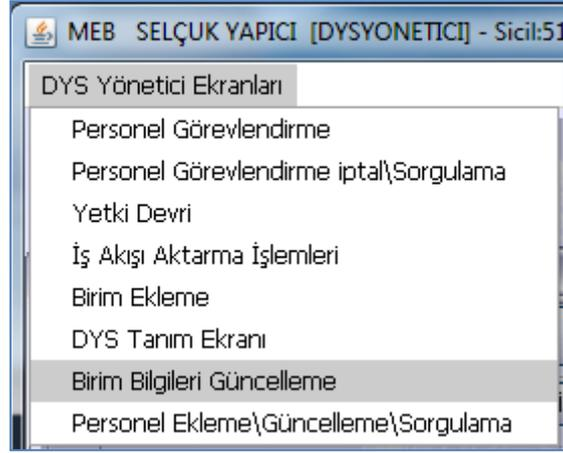 MEB SELÇUK YAPICI [DYSYONETICI] - Sicil:51
DYS Yönetici Ekranları
Personel Görevlendirme
Personel Görevlendirme iptal\Sorgulama
Yetki Devri
İş Akışı Aktarma İşlemleri
Birim Ekleme
DYS Tanım Ekranı
Birim Bilgileri Güncelleme
Personel Ekleme\Güncelleme\Sorgulama